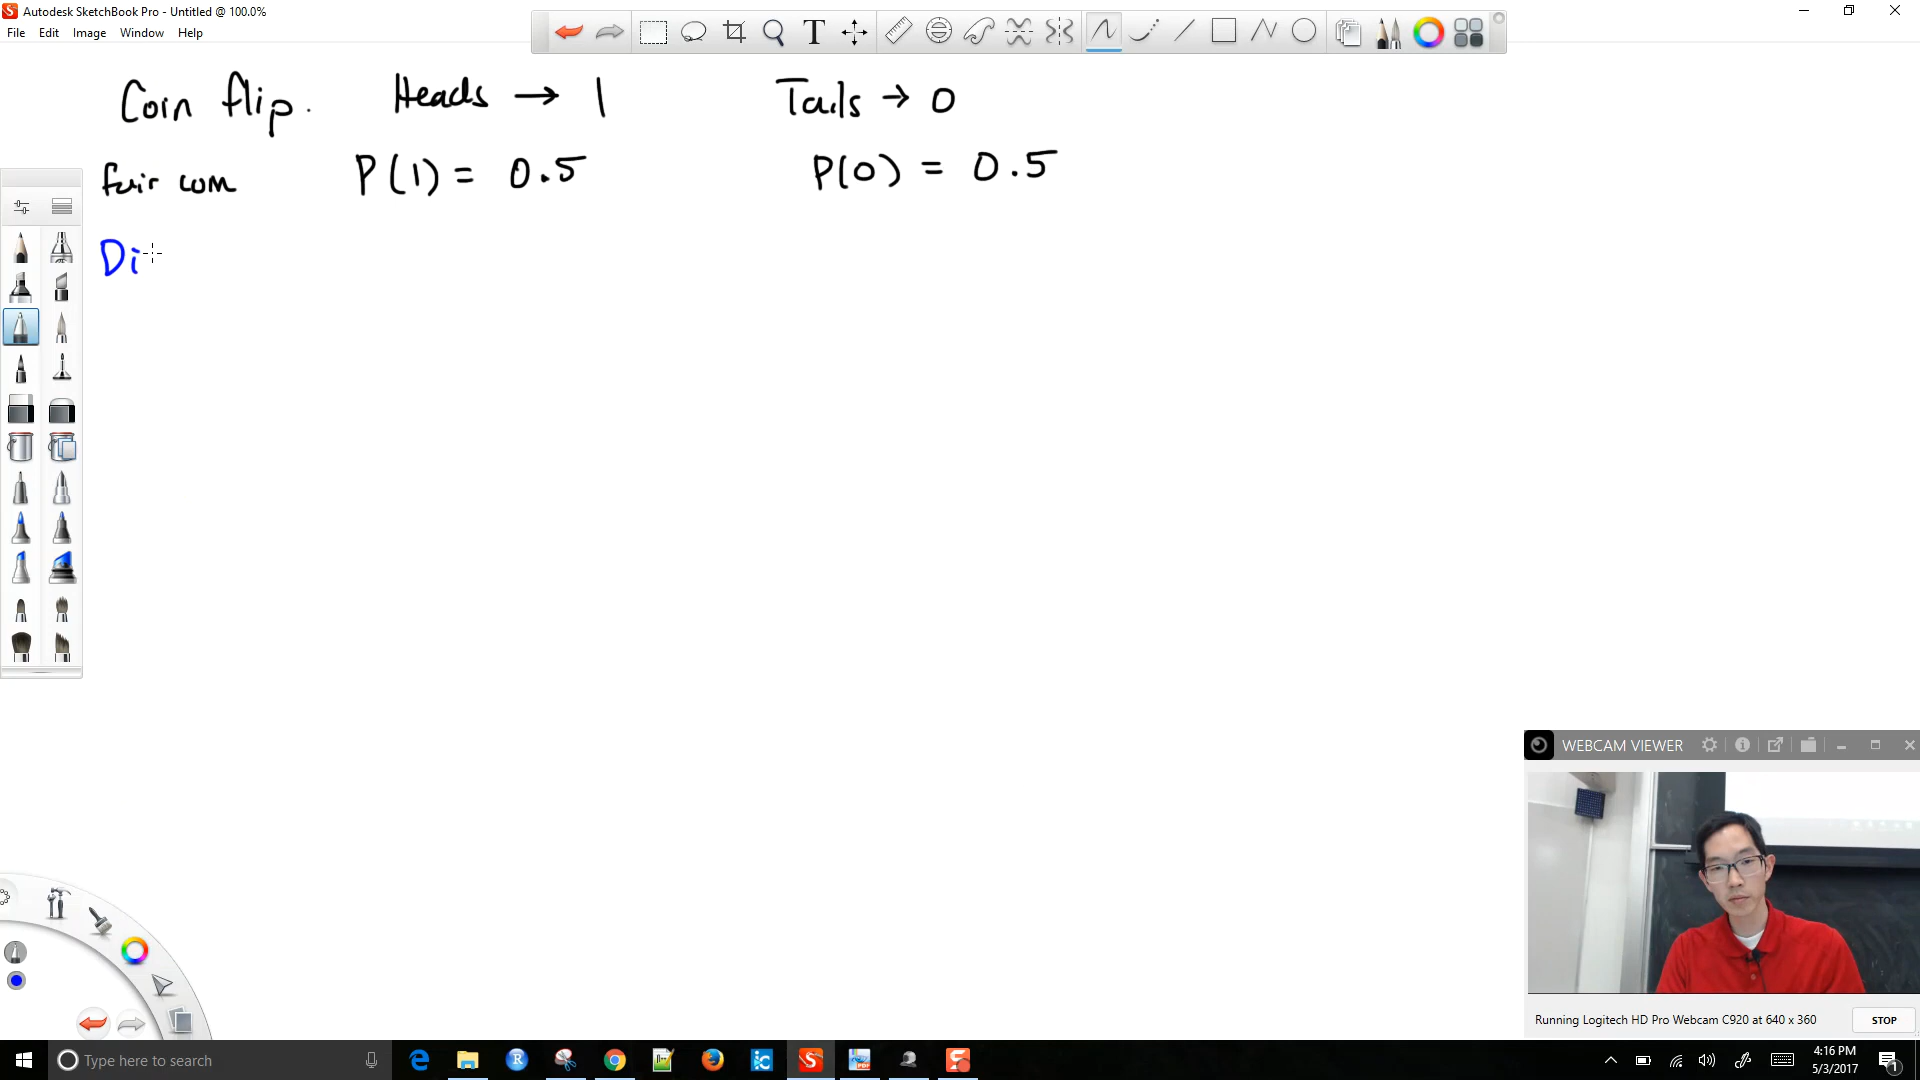 Autodesk SketchBook Pro - Untitled @ 100.0%
File Edit Image Window Help
Coin flip. Heads → 1 Tails → 0
fair coin P(1) = 0.5 P(0) = 0.5
Di
WEBCAM VIEWER
Running Logitech HD Pro Webcam C920 at 640 x 360
STOP
Type here to search
4:16 PM
5/3/2017